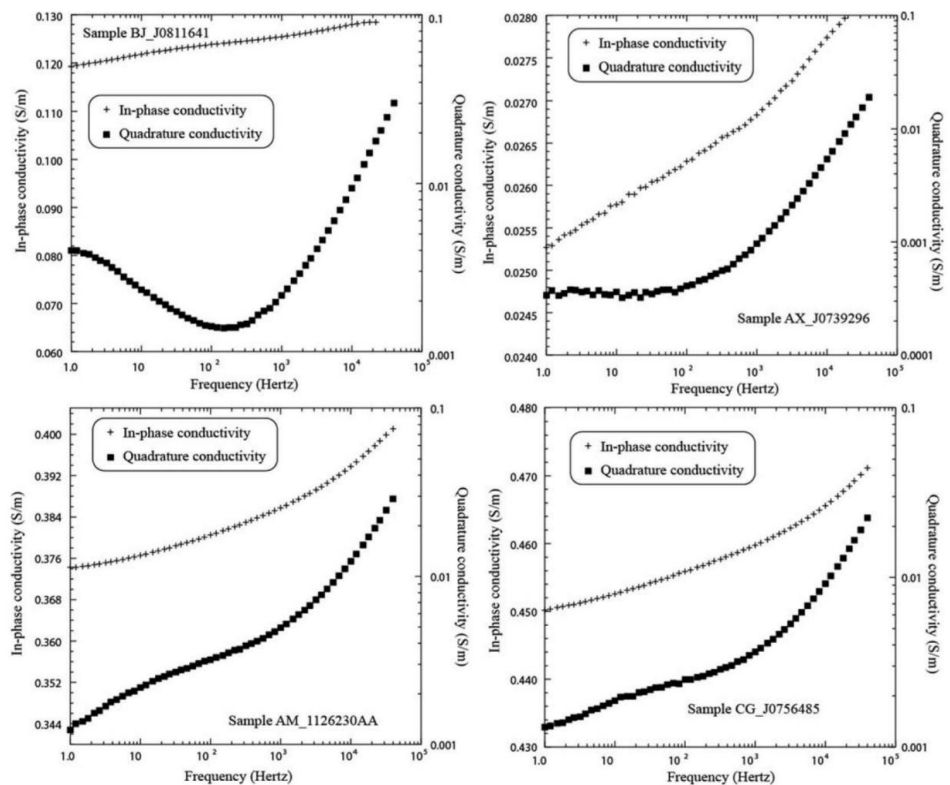 Sample BJ_J0811641
In-phase conductivity
Quadrature conductivity
In-phase conductivity (S/m)
0.130
0.120
0.110
0.100
0.090
0.080
0.070
0.060
1.0
10
10 2
10³
10⁴
10⁵
Frequency (Hertz)
0.1
0.01
0.001
Quadrature conductivity (S/m)
In-phase conductivity
Quadrature conductivity
Sample AX_J0739296
In-phase conductivity (S/m)
0.0280
0.0275
0.0270
0.0265
0.0260
0.0255
0.0250
0.0245
0.0240
1.0
10
10²
10³
10⁴
10⁵
Frequency (Hertz)
0.1
0.01
0.001
0.0001
Quadrature conductivity (S/m)
In-phase conductivity
Quadrature conductivity
Sample AM_1126230AA
In-phase conductivity (S/m)
0.400
0.392
0.384
0.376
0.368
0.360
0.352
0.344
1.0
10
10²
10³
10⁴
10⁵
Frequency (Hertz)
0.1
0.01
0.001
Quadrature conductivity (S/m)
In-phase conductivity
Quadrature conductivity
Sample CG_J0756485
In-phase conductivity (S/m)
0.480
0.470
0.460
0.450
0.440
0.430
1.0
10
10²
10³
10⁴
10⁵
Frequency (Hertz)
0.1
0.01
0.001
Quadrature conductivity (S/m)